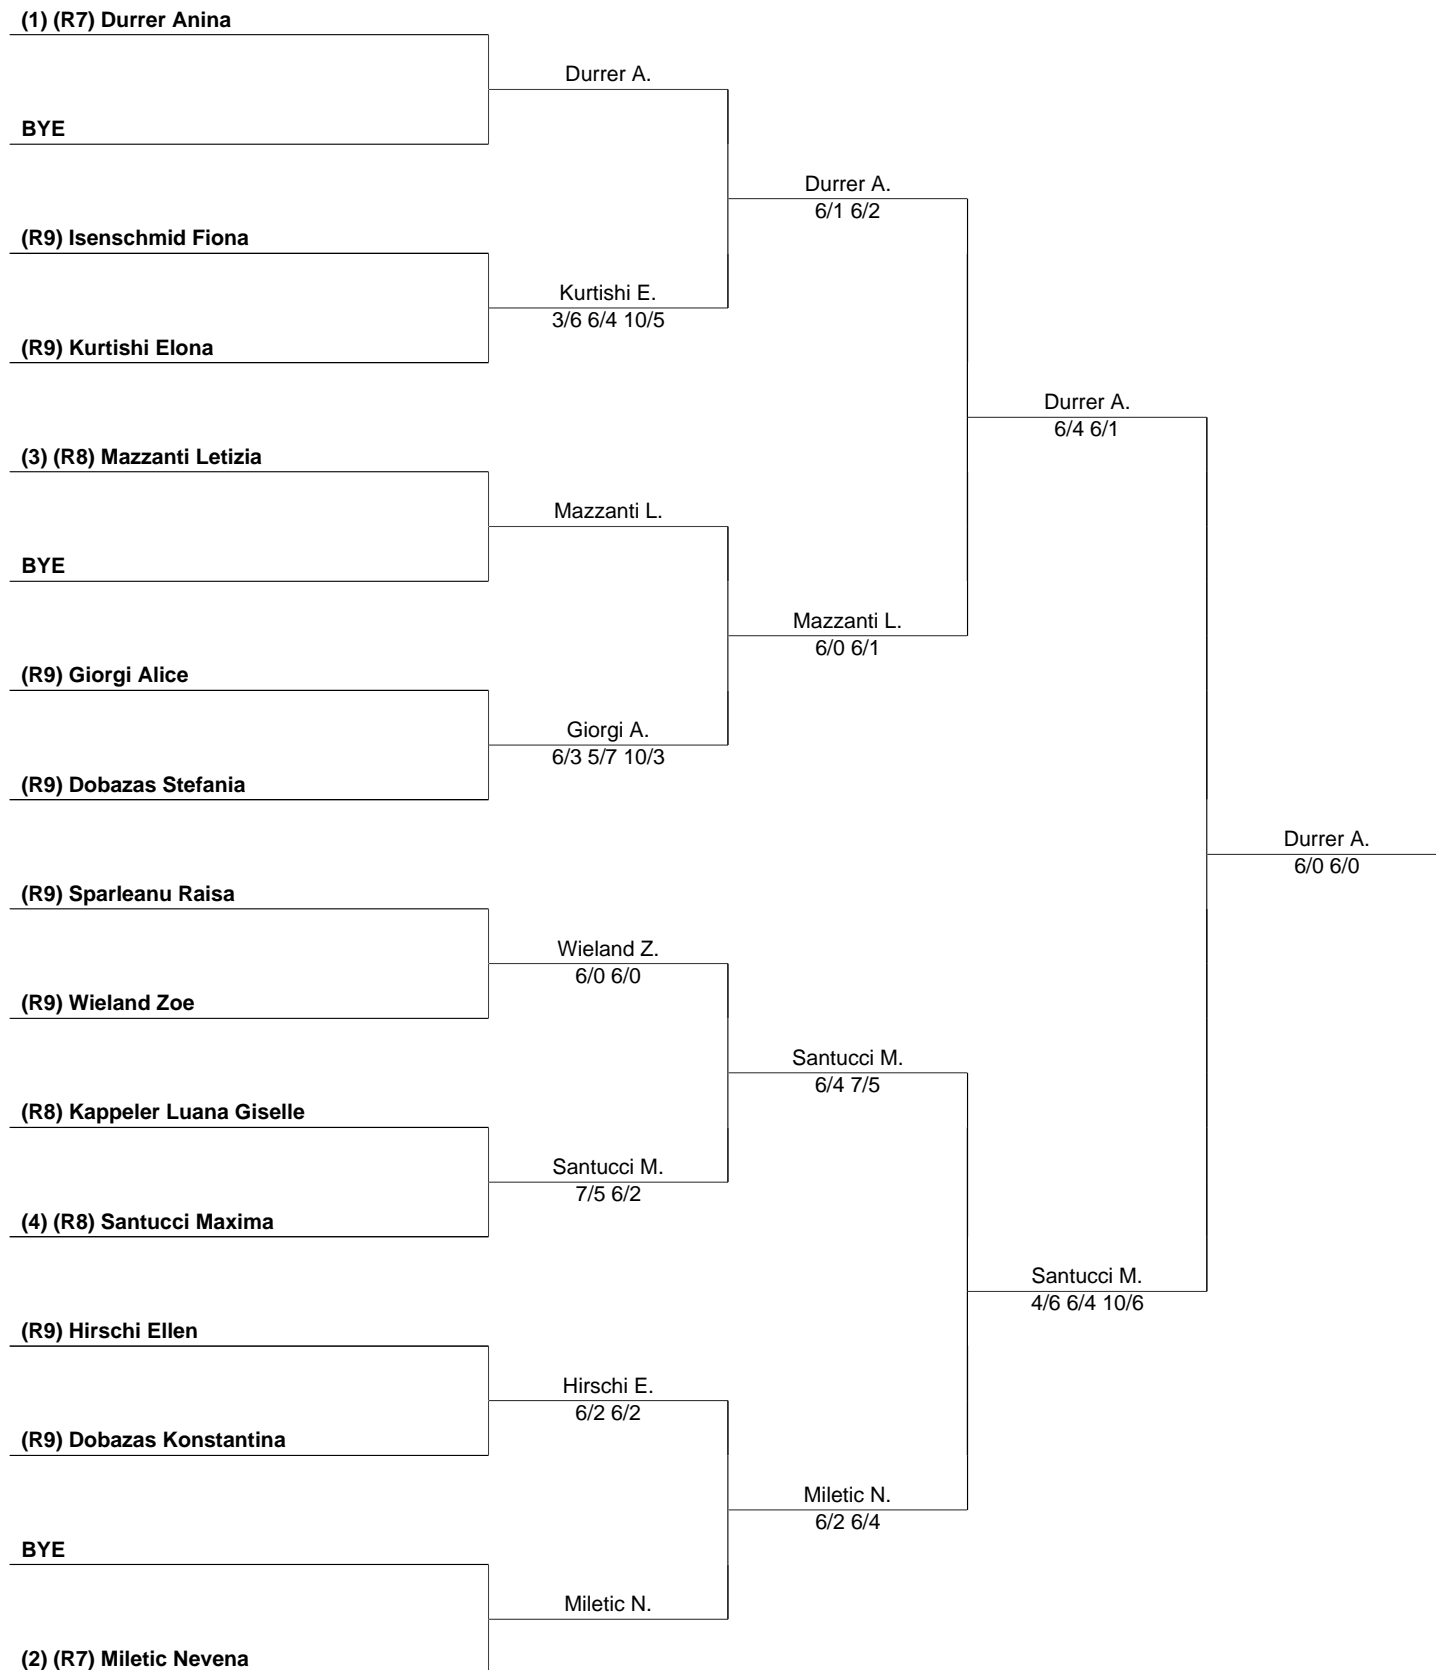 (1) (R7) Durrer Anina
Durrer A.
BYE
Durrer A.
6/1 6/2
(R9) Isenschmid Fiona
Kurtishi E.
3/6 6/4 10/5
(R9) Kurtishi Elona
Durrer A.
6/4 6/1
(3) (R8) Mazzanti Letizia
Mazzanti L.
BYE
Mazzanti L.
6/0 6/1
(R9) Giorgi Alice
Giorgi A.
6/3 5/7 10/3
(R9) Dobazas Stefania
Durrer A.
6/0 6/0
(R9) Sparleanu Raisa
Wieland Z.
6/0 6/0
(R9) Wieland Zoe
Santucci M.
6/4 7/5
(R8) Kappeler Luana Giselle
Santucci M.
7/5 6/2
(4) (R8) Santucci Maxima
Santucci M.
4/6 6/4 10/6
(R9) Hirschi Ellen
Hirschi E.
6/2 6/2
(R9) Dobazas Konstantina
Miletic N.
6/2 6/4
BYE
Miletic N.
(2) (R7) Miletic Nevena